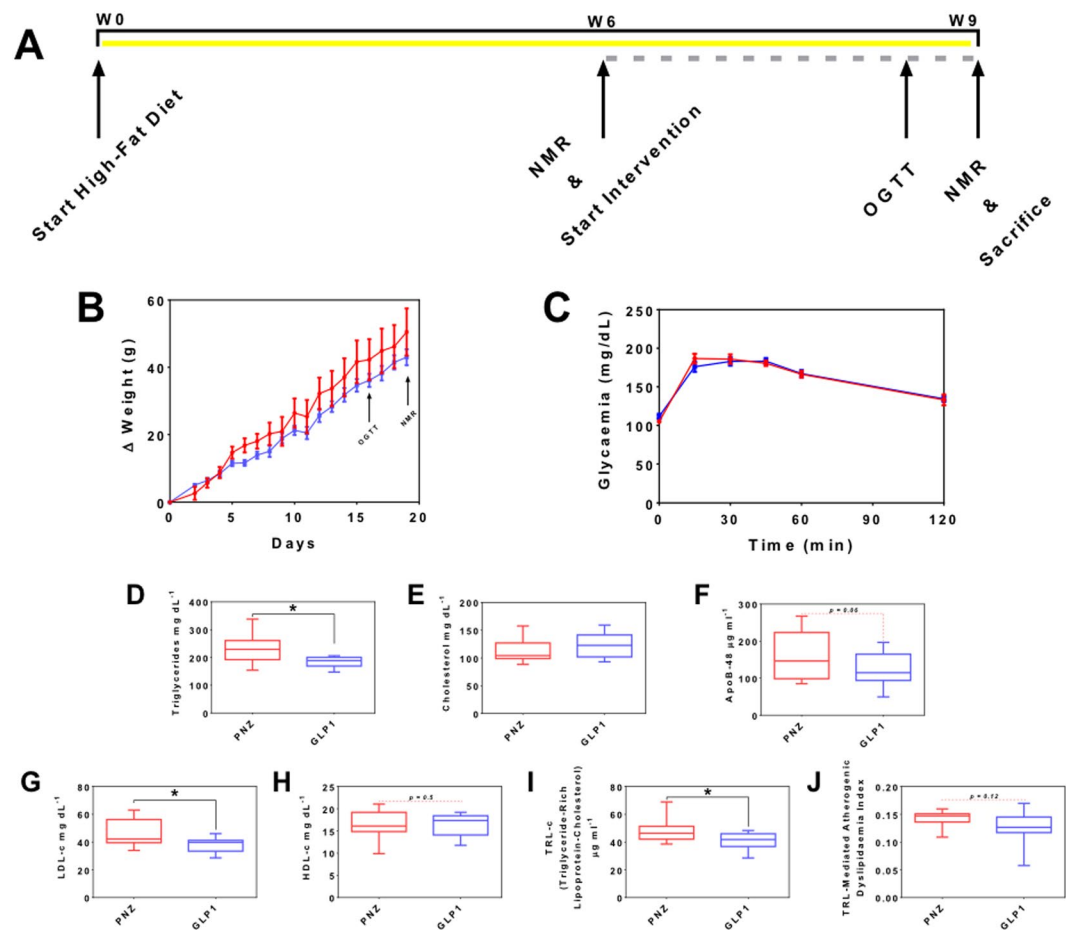 A
W 0
W 6
W 9
Start High-Fat Diet
NMR
&
Start Intervention
OGTT
NMR
&
Sacrifice
B
Δ Weight (g)
60
40
20
0
0 5 10 15 20
Days
OGTT
NMR
C
Glycaemia (mg/dL)
250
200
150
100
50
0
0 30 60 90 120
Time (min)
D
Triglycerides mg dL-1
400
300
200
100
0
*
PNZ
GLP1
E
Cholesterol mg dL-1
200
150
100
50
0
PNZ
GLP1
F
ApoB-48 µg ml-1
300
200
100
0
p = 0.06
PNZ
GLP1
G
LDL-c mg dL-1
80
60
40
20
0
*
PNZ
GLP1
H
HDL-c mg dL-1
25
20
15
10
5
0
p = 0.5
PNZ
GLP1
I
TRL-c
(Triglyceride-Rich
Lipoprotein-Cholesterol)
µg ml-1
80
60
40
20
0
*
PNZ
GLP1
J
TRL-Mediated Atherogenic
Dyslipidaemia Index
0.20
0.15
0.10
0.05
0.00
p = 0.12
PNZ
GLP1